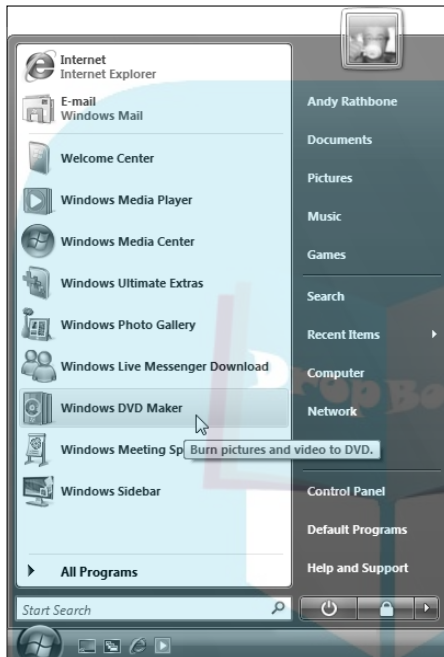 Internet
Internet Explorer
E-mail
Windows Mail
Welcome Center
Windows Media Player
Windows Media Center
Windows Ultimate Extras
Windows Photo Gallery
Windows Live Messenger Download
Windows DVD Maker
Windows Meeting Sp
Burn pictures and video to DVD.
Windows Sidebar
All Programs
Start Search
Andy Rathbone
Documents
Pictures
Music
Games
Search
Recent Items
Computer
Network
Control Panel
Default Programs
Help and Support
DropBo